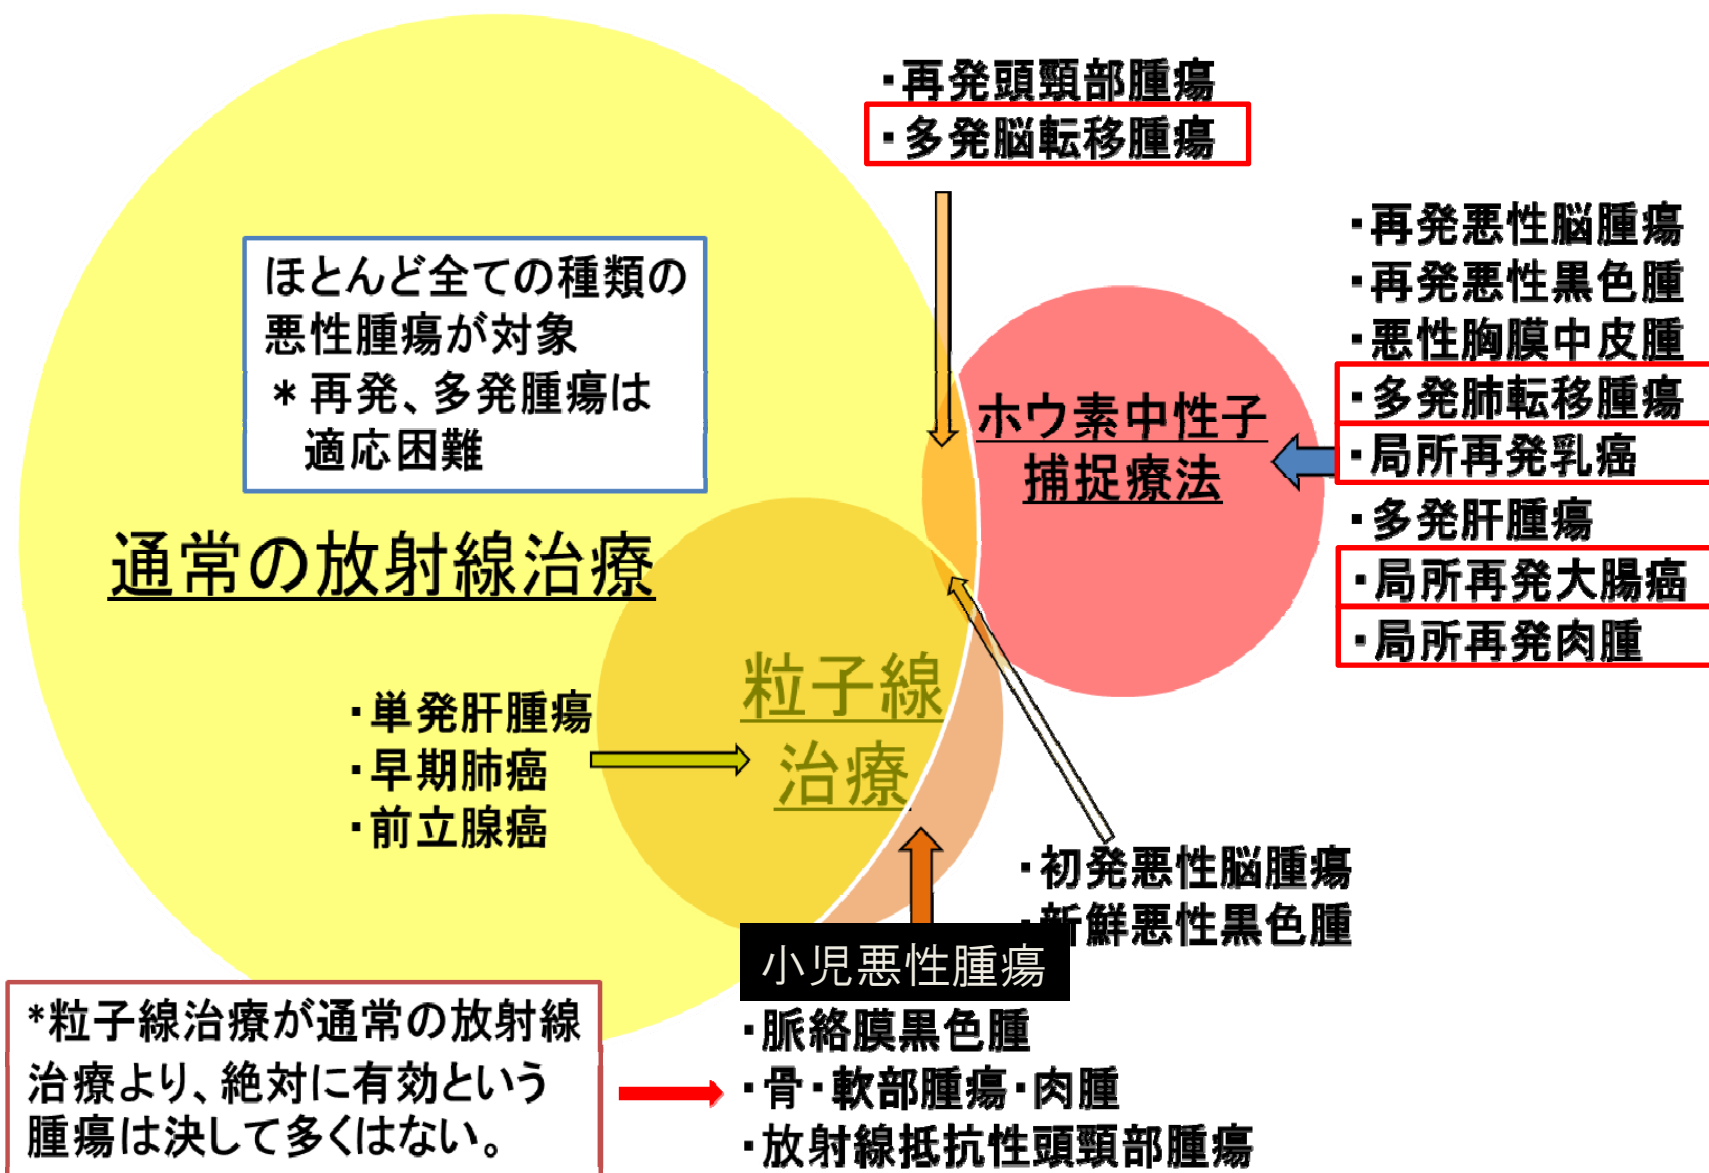 ・再発頭頸部腫瘍
・多発脳転移腫瘍
ほとんど全ての種類の
悪性腫瘍が対象
＊再発、多発腫瘍は
適応困難
通常の放射線治療
・再発悪性脳腫瘍
・再発悪性黒色腫
・悪性胸膜中皮腫
・多発肺転移腫瘍
・局所再発乳癌
・多発肝腫瘍
・局所再発大腸癌
・局所再発肉腫
ホウ素中性子
捕捉療法
粒子線
治療
・単発肝腫瘍
・早期肺癌
・前立腺癌
・初発悪性脳腫瘍
・新鮮悪性黒色腫
小児悪性腫瘍
・脈絡膜黒色腫
・骨・軟部腫瘍・肉腫
・放射線抵抗性頭頸部腫瘍
*粒子線治療が通常の放射線
治療より、絶対に有効という
腫瘍は決して多くはない。